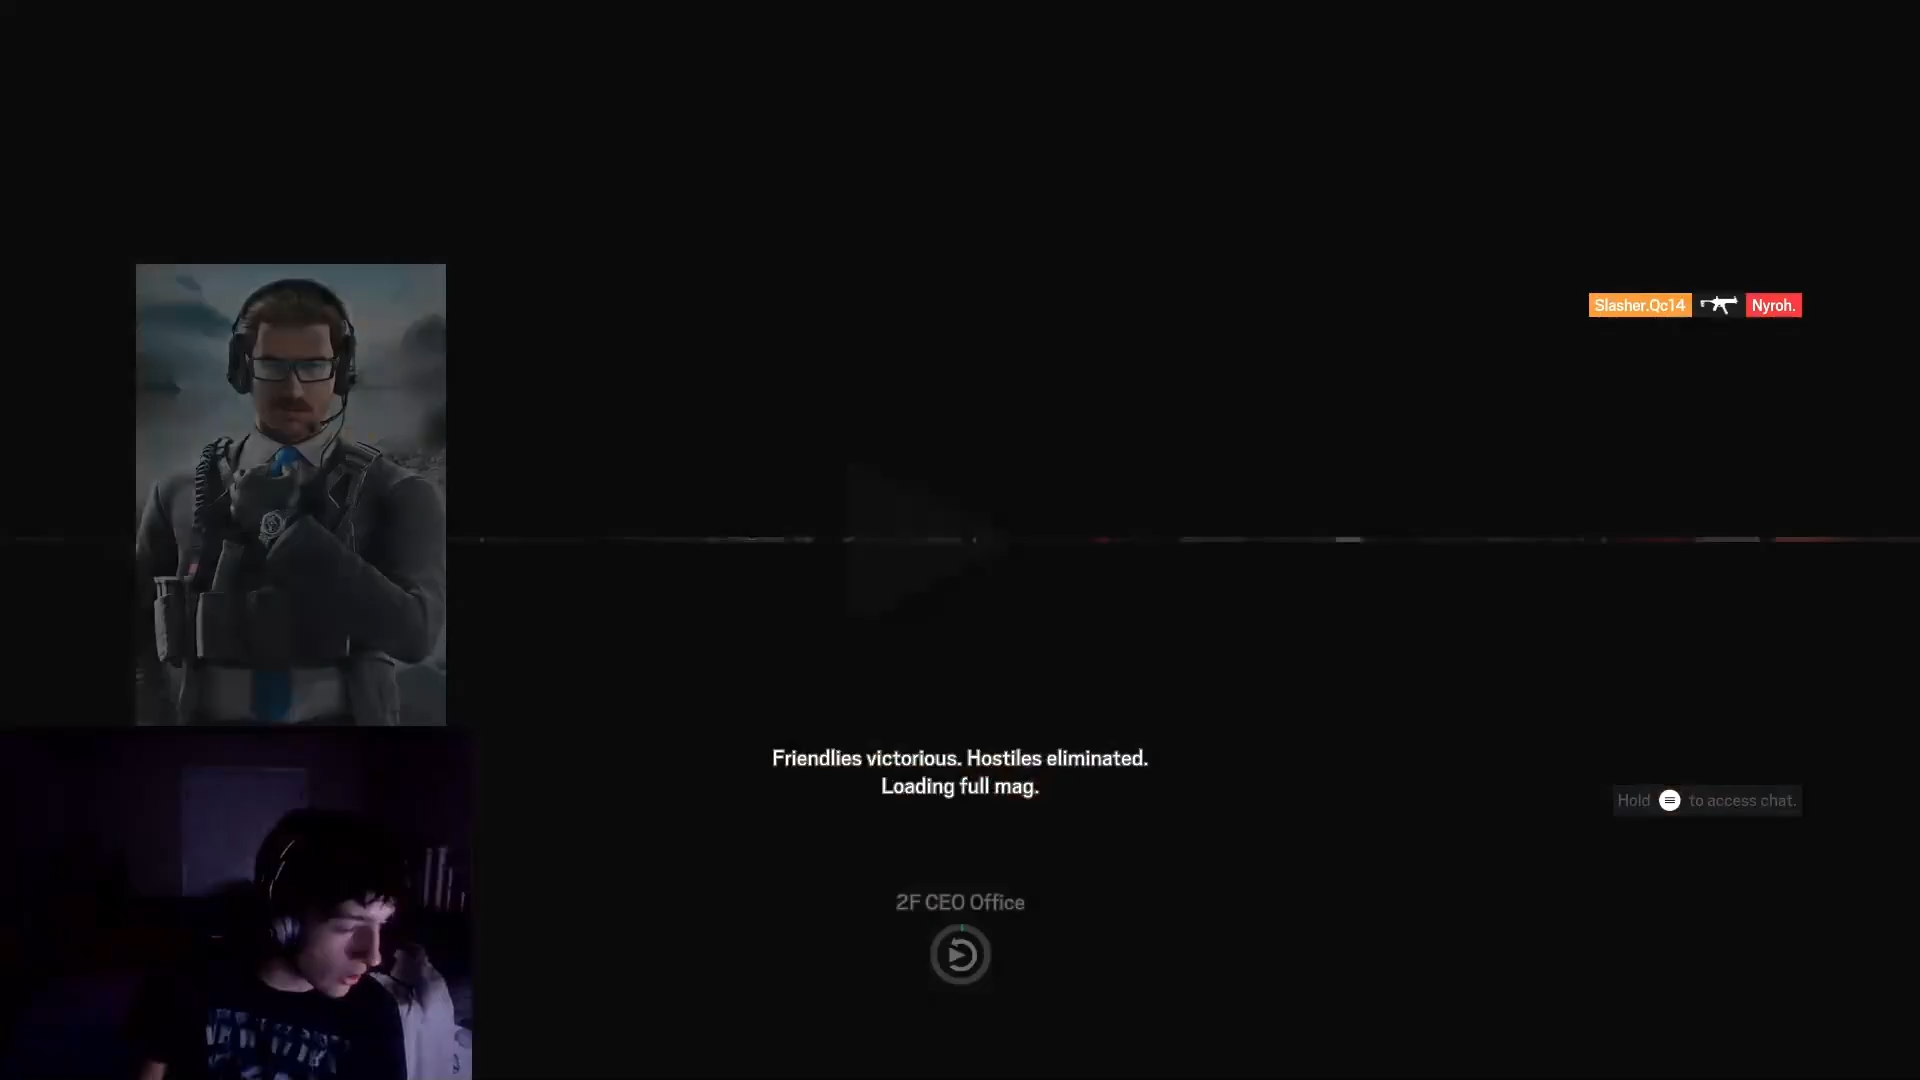 Slasher.Qc14 Nyroh.
Friendlies victorious. Hostiles eliminated.
Loading full mag.
Hold to access chat.
2F CEO Office